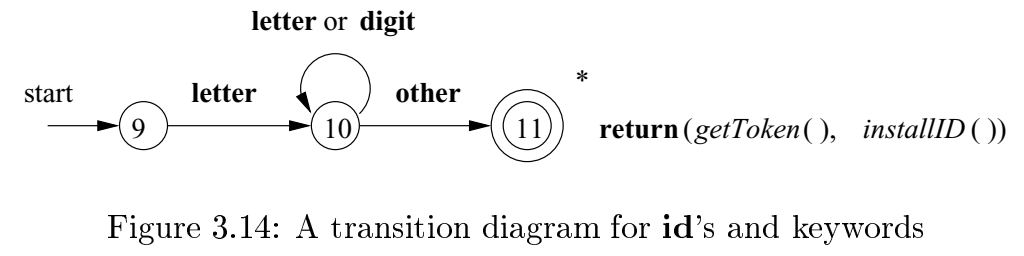 letter or digit
start letter other *
9 10 11 return(getToken( ), installID( ))
Figure 3.14: A transition diagram for id's and keywords